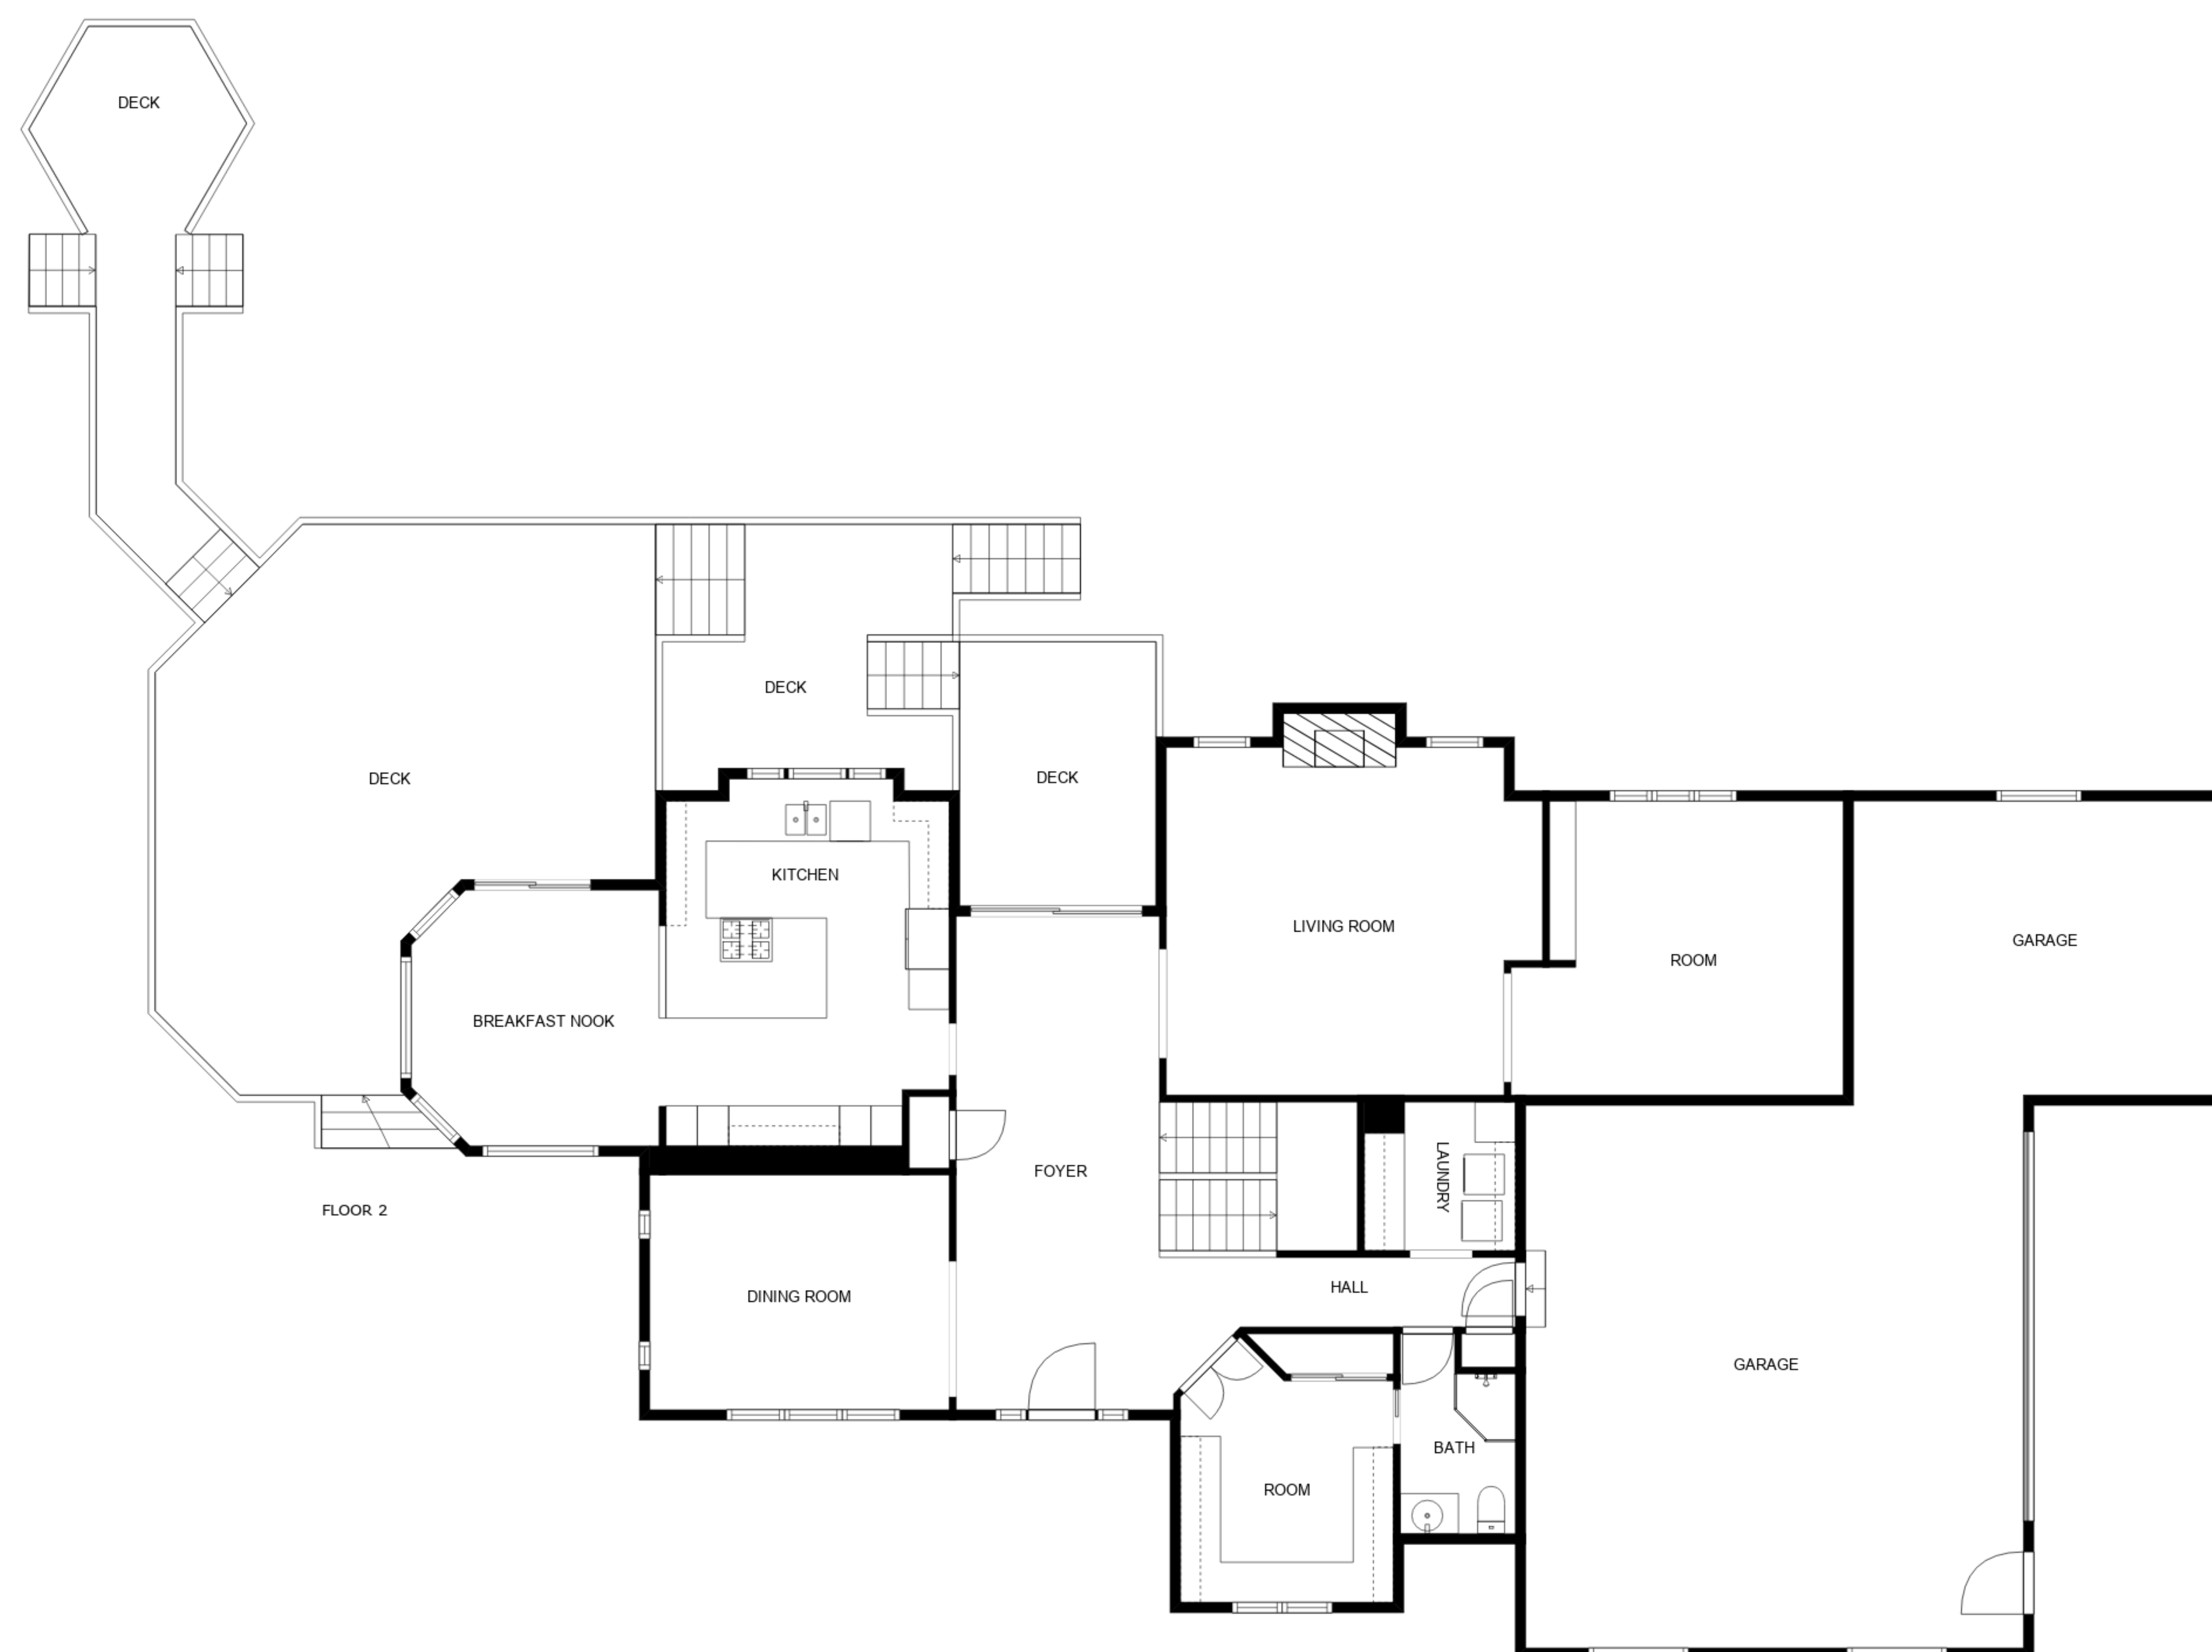 DECK
DECK
DECK
DECK
KITCHEN
LIVING ROOM
GARAGE
ROOM
BREAKFAST NOOK
LAUNDRY
FOYER
FLOOR 2
HALL
DINING ROOM
GARAGE
BATH
ROOM